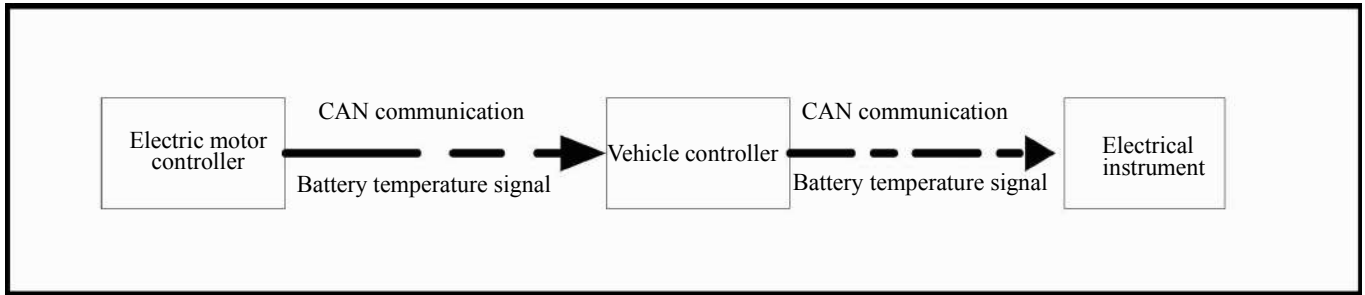 Electric motor
controller
CAN communication
Battery temperature signal
Vehicle controller
CAN communication
Battery temperature signal
Electrical
instrument